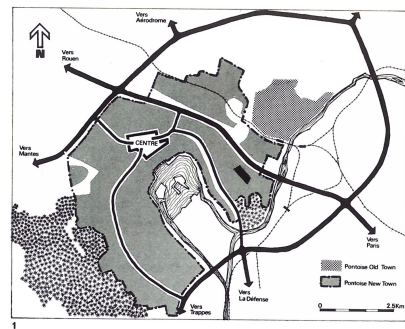 Vers
Aérodrome
N
Vers
Rouen
Vers
Mantes
CENTRE
Vers
Paris
Vers
La Défense
Vers
Trappes
Pontoise Old Town
Pontoise New Town
0 2.5Km
1